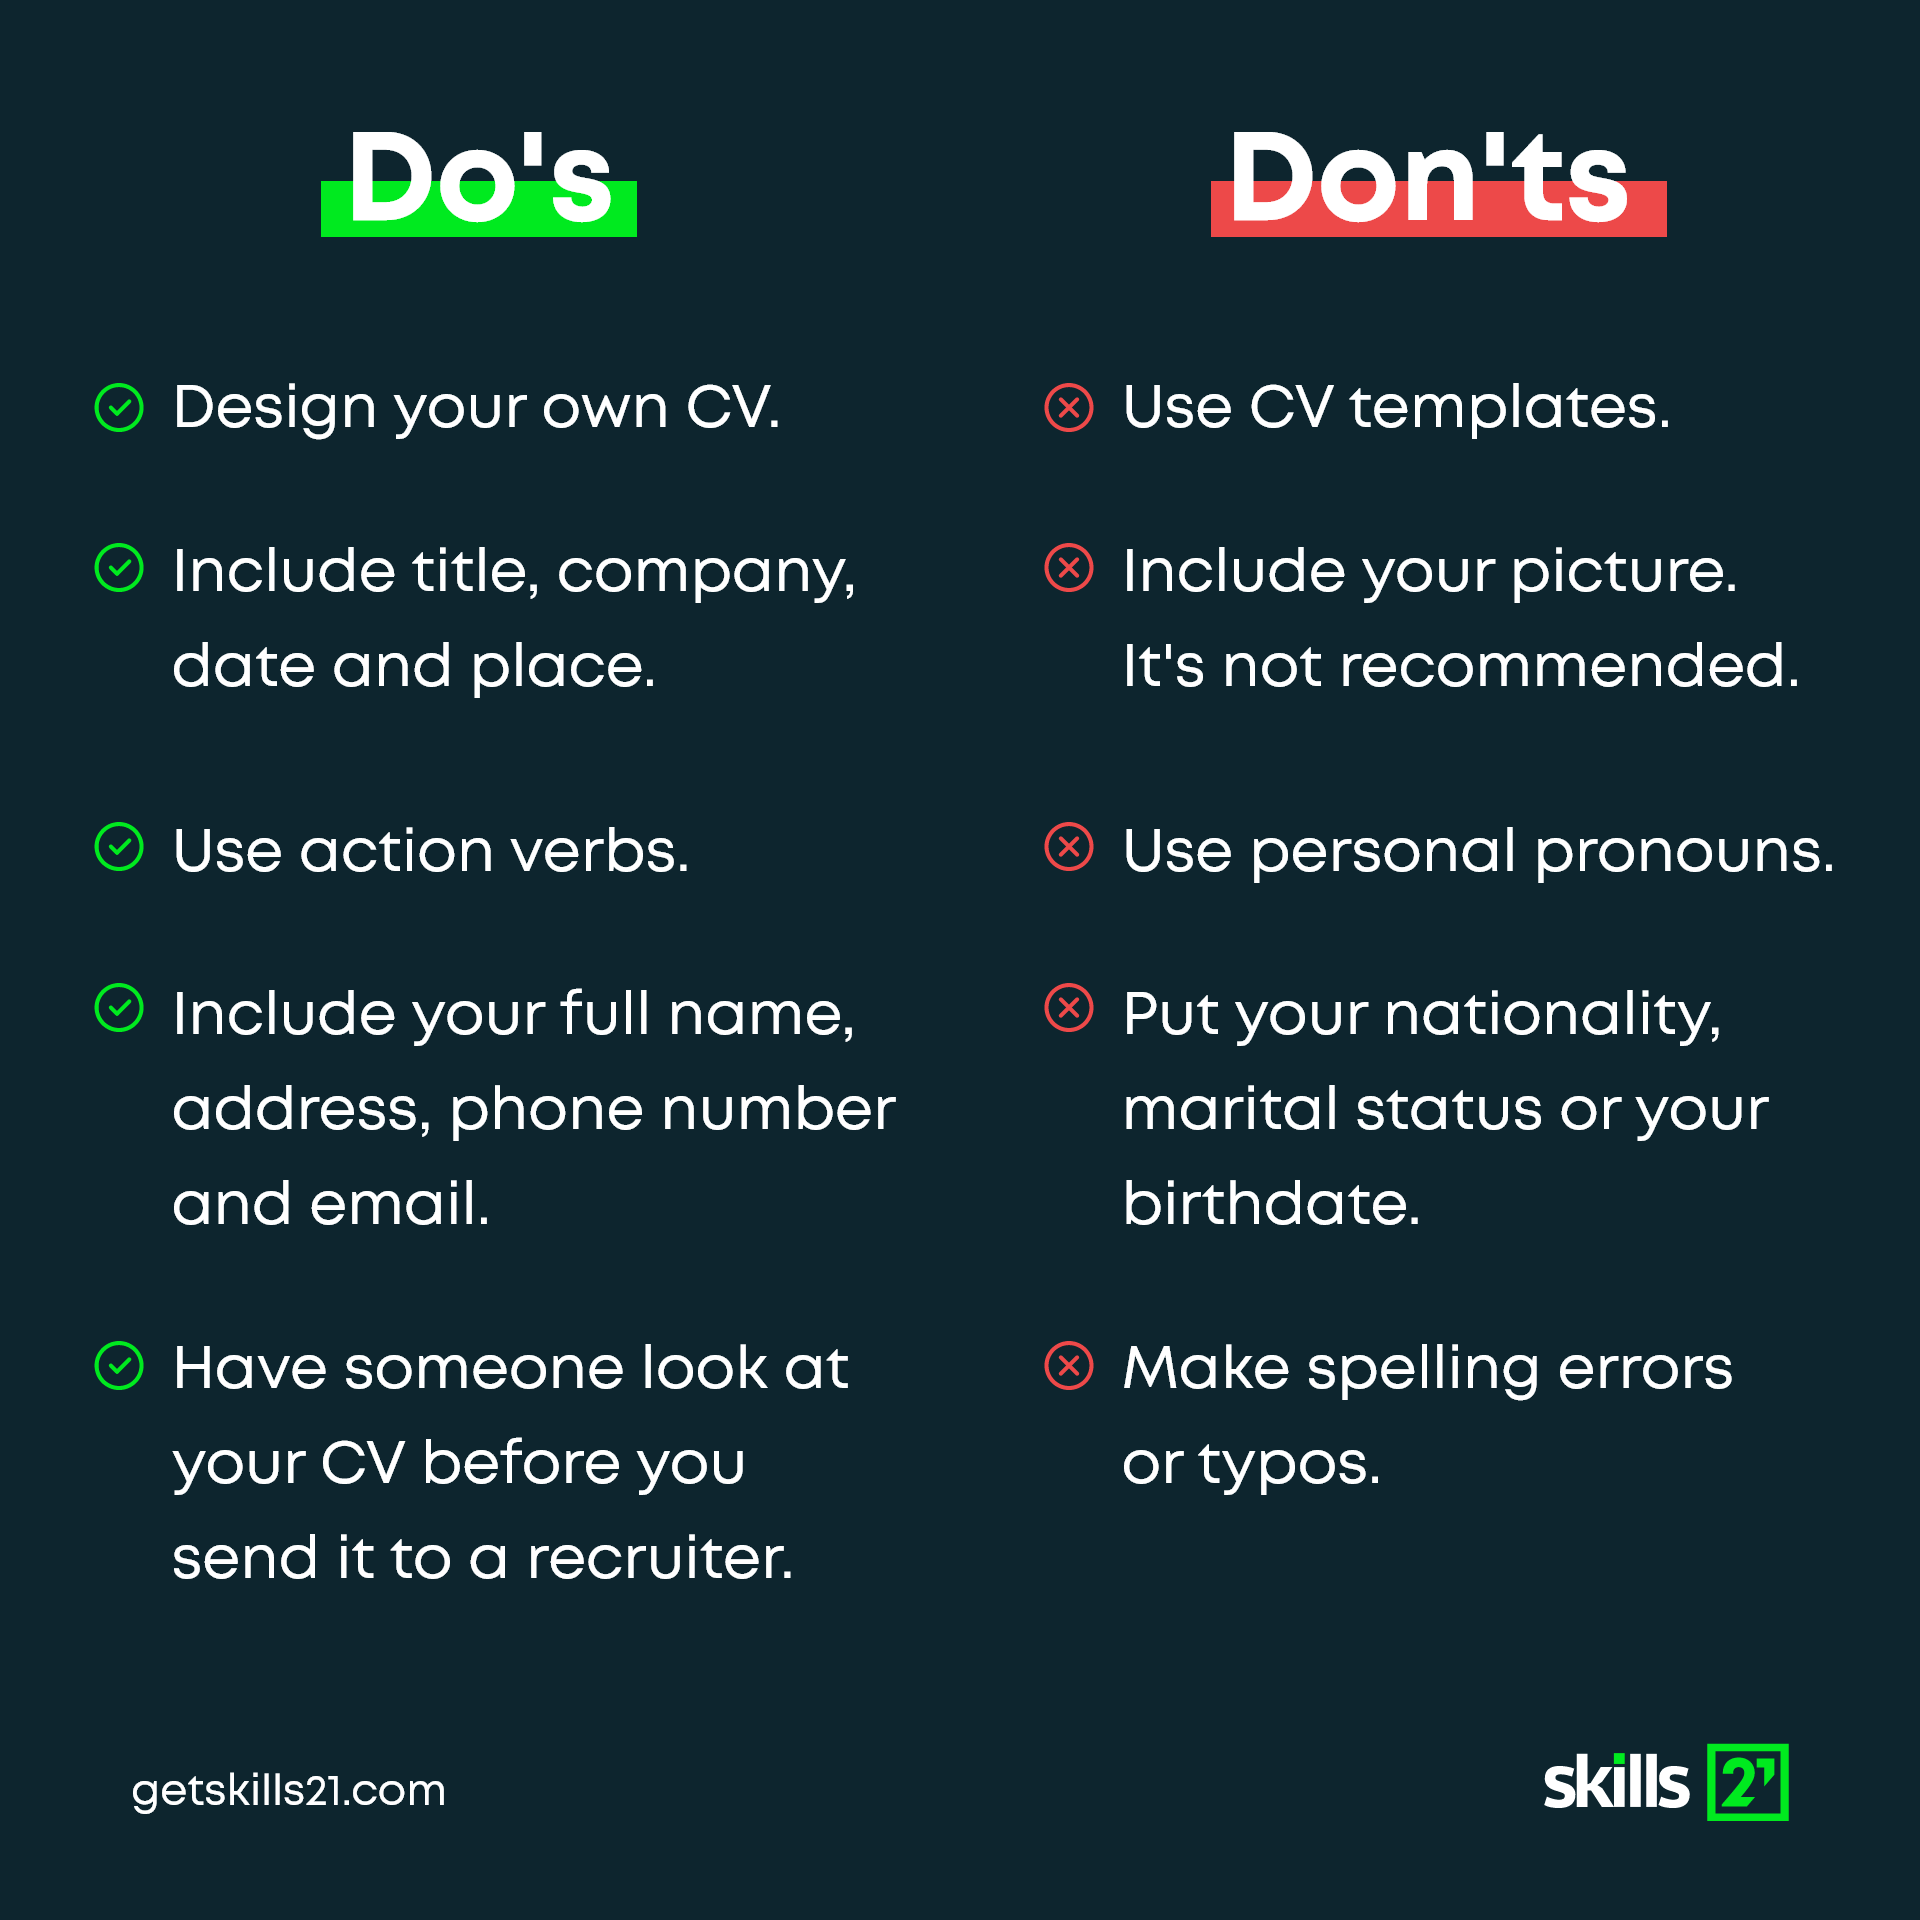 Do's
Design your own CV.
Include title, company,
date and place.
Use action verbs.
Include your full name,
address, phone number
and email.
Have someone look at
your CV before you
send it to a recruiter.
Don'ts
Use CV templates.
Include your picture.
It's not recommended.
Use personal pronouns.
Put your nationality,
marital status or your
birthdate.
Make spelling errors
or typos.
getskills21.com
skills 21